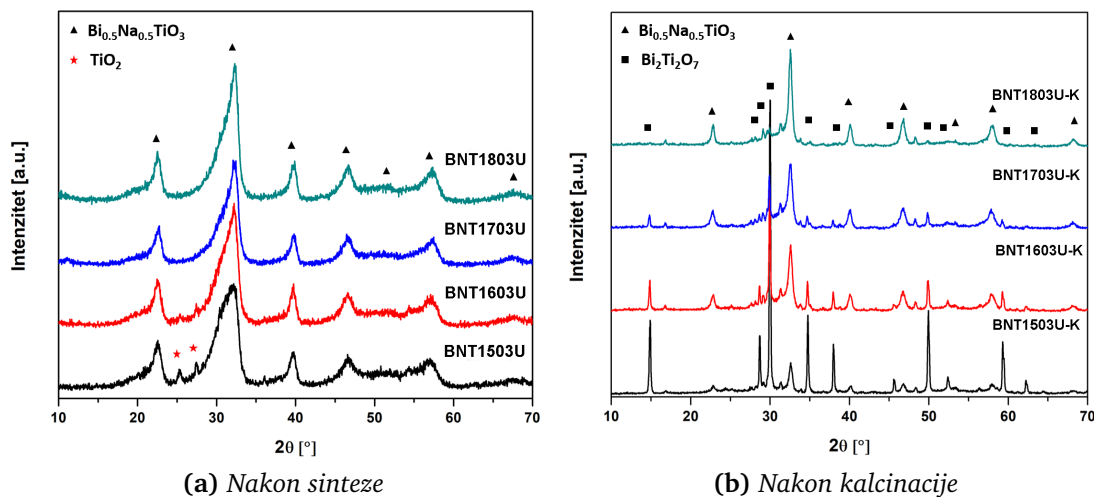 ▲ Bi0.5Na0.5TiO3
★ TiO2
BNT1803U
BNT1703U
BNT1603U
BNT1503U
Intenzitet [a.u.]
10 20 30 40 50 60 70
2θ [°]
(a) Nakon sinteze
▲ Bi0.5Na0.5TiO3
■ Bi2Ti2O7
BNT1803U-K
BNT1703U-K
BNT1603U-K
BNT1503U-K
Intenzitet [a.u.]
10 20 30 40 50 60 70
2θ [°]
(b) Nakon kalcinacije